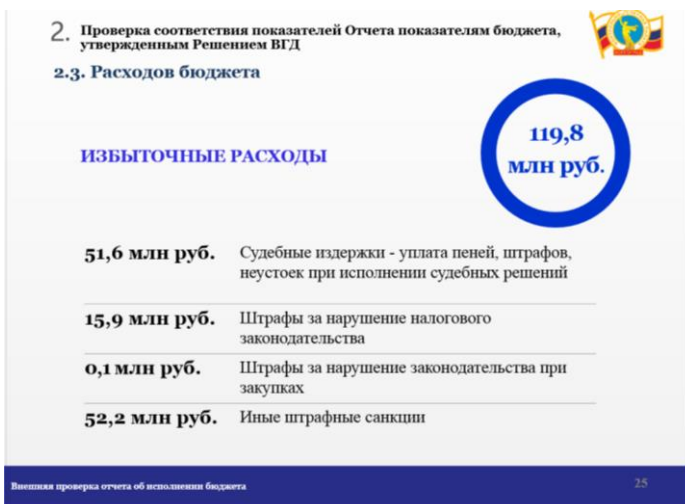 2. Проверка соответствия показателей Отчета показателям бюджета,
утвержденным Решением ВГД
2.3. Расходов бюджета
119,8
млн руб.
ИЗБЫТОЧНЫЕ РАСХОДЫ
51,6 млн руб. Судебные издержки - уплата пеней, штрафов,
неустоек при исполнении судебных решений
15,9 млн руб. Штрафы за нарушение налогового
законодательства
0,1 млн руб. Штрафы за нарушение законодательства при
закупках
52,2 млн руб. Иные штрафные санкции
Внешняя проверка отчета об исполнении бюджета
25